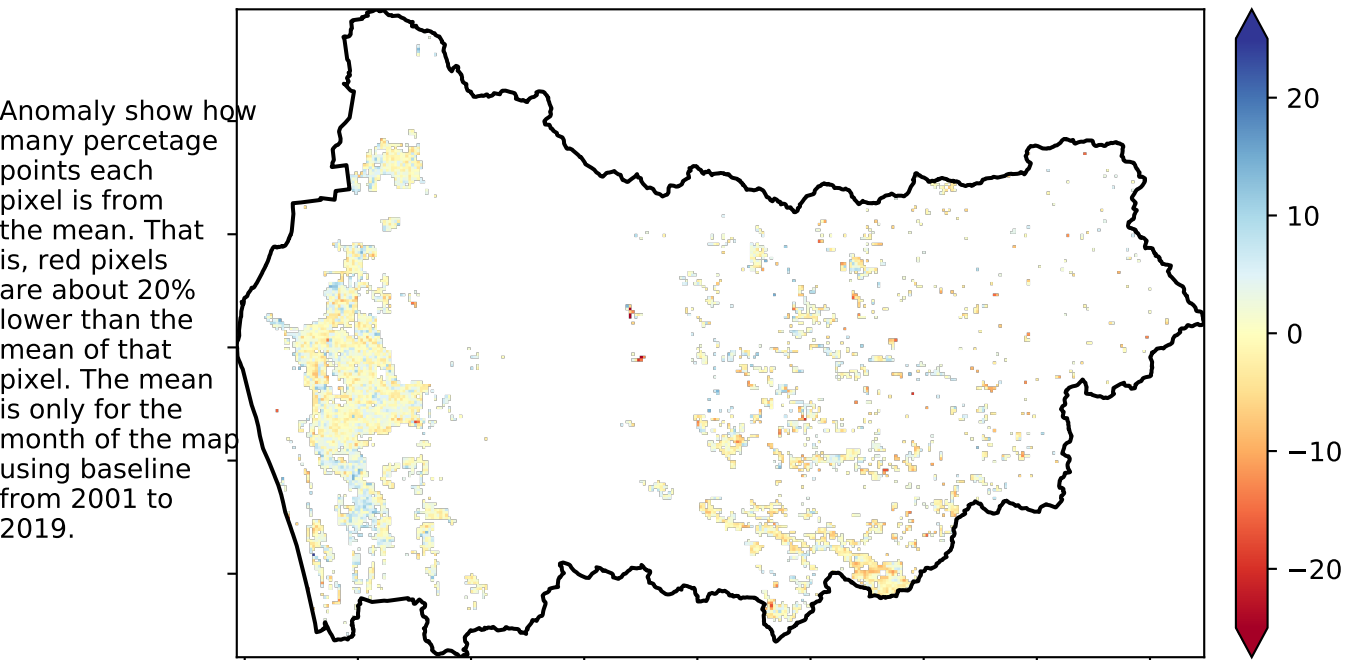 Anomaly show how
many percetage
points each
pixel is from
the mean. That
is, red pixels
are about 20%
lower than the
mean of that
pixel. The mean
is only for the
month of the map
using baseline
from 2001 to
2019.
20
10
0
−10
−20